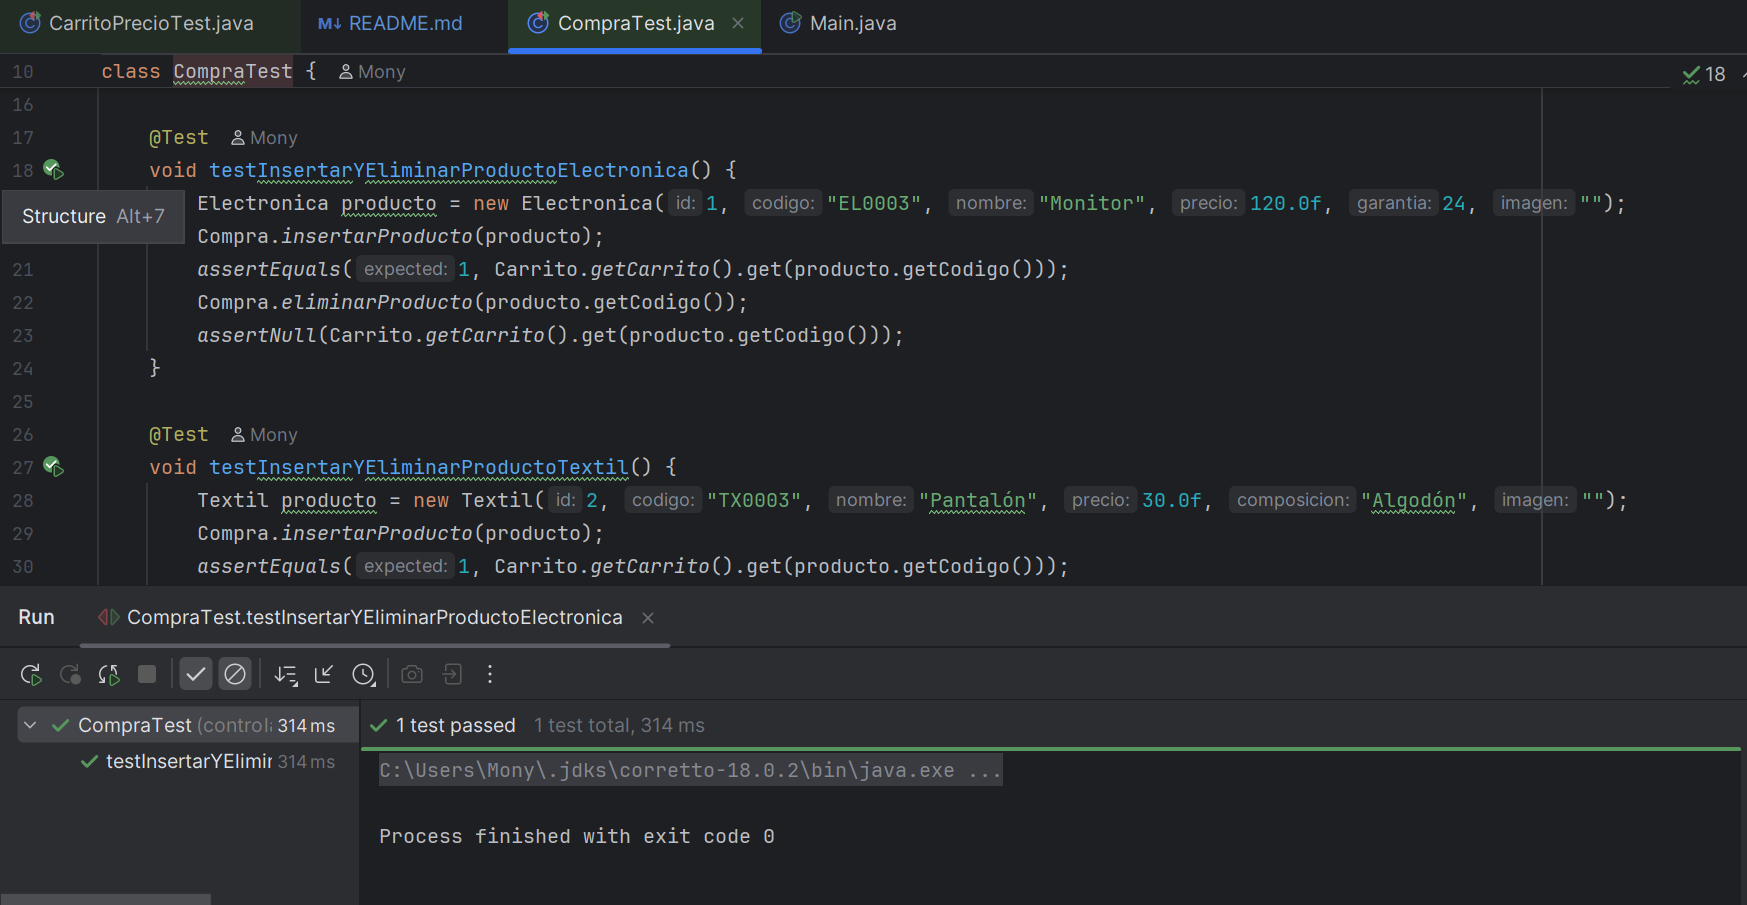 CarritoPrecioTest.java M↓ README.md CompraTest.java × Main.java
10 class CompraTest { Mony 18
16
17 @Test Mony
18 void testInsertarYEliminarProductoElectronica() {
Structure Alt+7 Electronica producto = new Electronica( id: 1, codigo: "EL0003", nombre: "Monitor", precio: 120.0f, garantia: 24, imagen: "");
Compra.insertarProducto(producto);
21 assertEquals( expected: 1, Carrito.getCarrito().get(producto.getCodigo()));
22 Compra.eliminarProducto(producto.getCodigo());
23 assertNull(Carrito.getCarrito().get(producto.getCodigo()));
24 }
25
26 @Test Mony
27 void testInsertarYEliminarProductoTextil() {
28 Textil producto = new Textil( id: 2, codigo: "TX0003", nombre: "Pantalón", precio: 30.0f, composicion: "Algodón", imagen: "");
29 Compra.insertarProducto(producto);
30 assertEquals( expected: 1, Carrito.getCarrito().get(producto.getCodigo()));
Run CompraTest.testInsertarYEliminarProductoElectronica ×
CompraTest (control 314 ms 1 test passed 1 test total, 314 ms
testInsertarYElimir 314 ms C:\Users\Mony\.jdks\corretto-18.0.2\bin\java.exe ...
Process finished with exit code 0